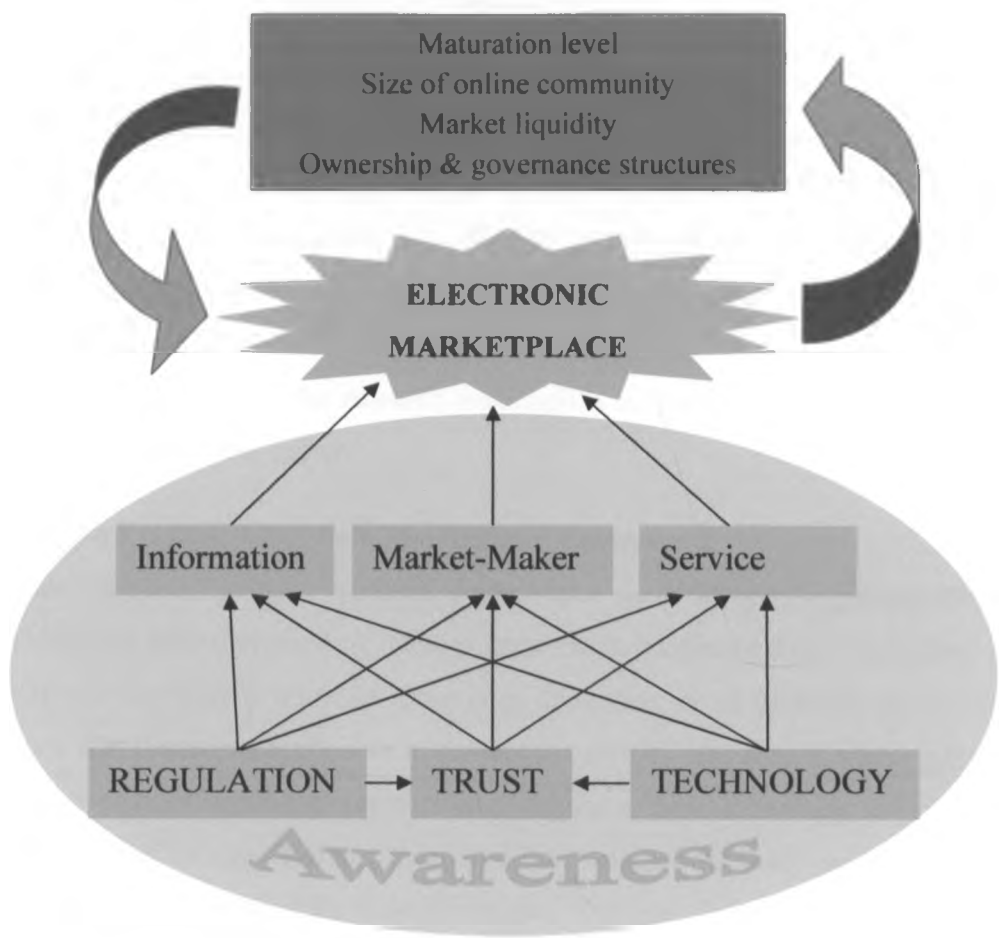 Maturation level
Size of online community
Market liquidity
Ownership & governance structures
ELECTRONIC
MARKETPLACE
Information
Market-Maker
Service
REGULATION
TRUST
TECHNOLOGY
Awareness